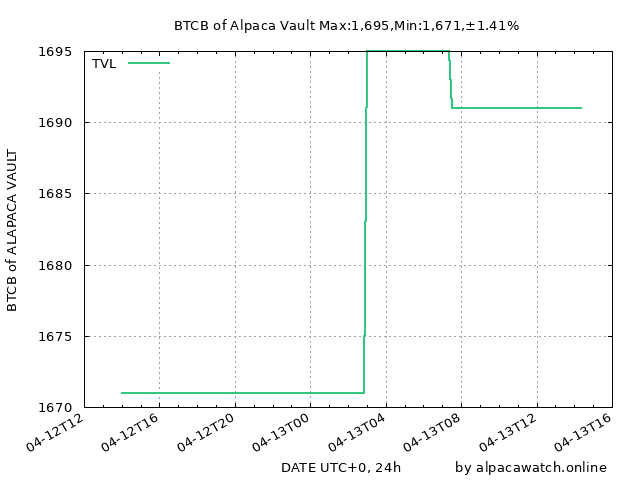 BTCB of Alpaca Vault Max:1,695,Min:1,671,±1.41%
TVL
1695
1690
1685
1680
1675
1670
BTCB of ALAPACA VAULT
04-12T12
04-12T16
04-12T20
04-13T00
04-13T04
04-13T08
04-13T12
04-13T16
DATE UTC+0, 24h
by alpacawatch.online